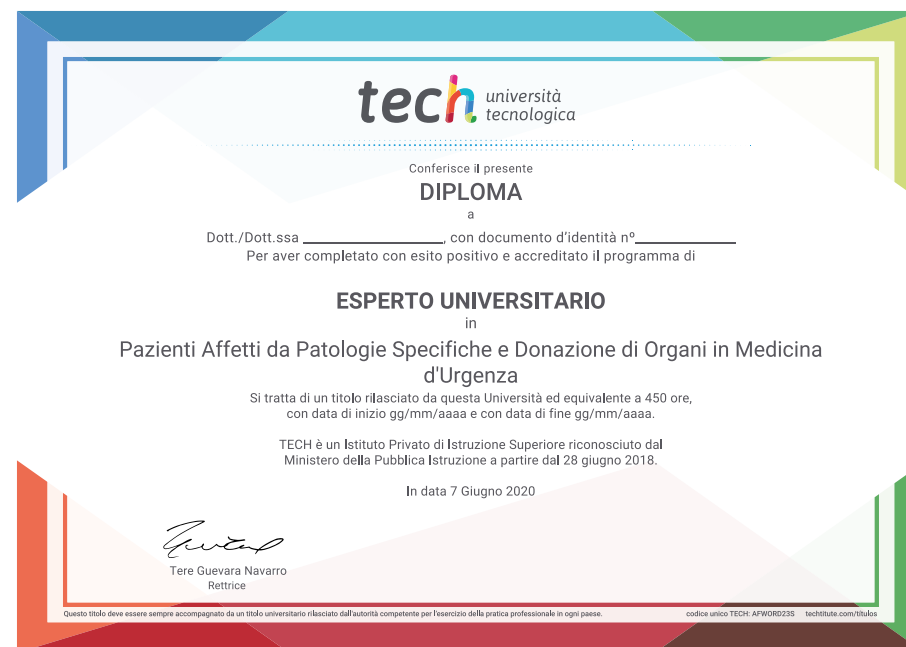 tech università
tecnologica
Conferisce il presente
DIPLOMA
a
Dott./Dott.ssa ____________________, con documento d'identità nº______________
Per aver completato con esito positivo e accreditato il programma di
ESPERTO UNIVERSITARIO
in
Pazienti Affetti da Patologie Specifiche e Donazione di Organi in Medicina
d'Urgenza
Si tratta di un titolo rilasciato da questa Università ed equivalente a 450 ore,
con data di inizio gg/mm/aaaa e con data di fine gg/mm/aaaa.
TECH è un Istituto Privato di Istruzione Superiore riconosciuto dal
Ministero della Pubblica Istruzione a partire dal 28 giugno 2018.
In data 7 Giugno 2020
Tere Guevara Navarro
Rettrice
Questo titolo deve essere sempre accompagnato da un titolo universitario rilasciato dall'autorità competente per l'esercizio della pratica professionale in ogni paese. codice unico TECH: AFWORD23S techtitute.com/titulos